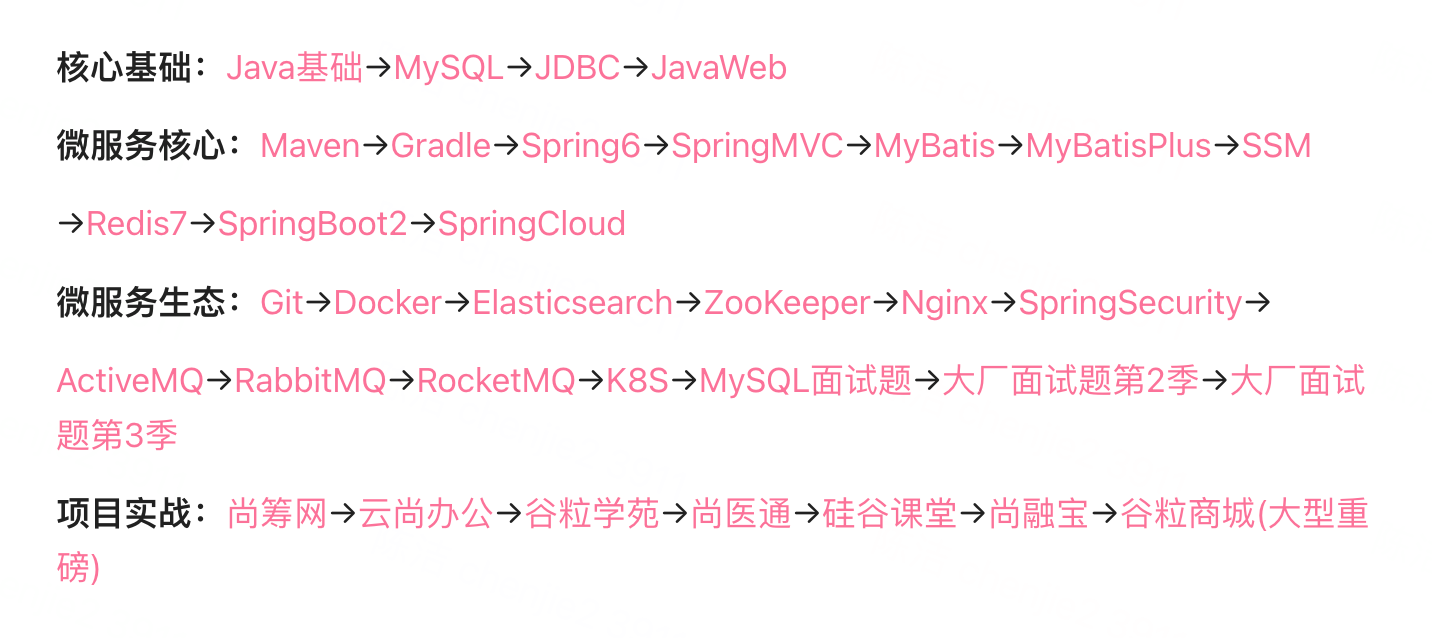 核心基础：Java基础→MySQL→JDBC→JavaWeb
微服务核心：Maven→Gradle→Spring6→SpringMVC→MyBatis→MyBatisPlus→SSM
→Redis7→SpringBoot2→SpringCloud
微服务生态：Git→Docker→Elasticsearch→ZooKeeper→Nginx→SpringSecurity→
ActiveMQ→RabbitMQ→RocketMQ→K8S→MySQL面试题→大厂面试题第2季→大厂面试
题第3季
项目实战：尚筹网→云尚办公→谷粒学苑→尚医通→硅谷课堂→尚融宝→谷粒商城(大型重
磅)